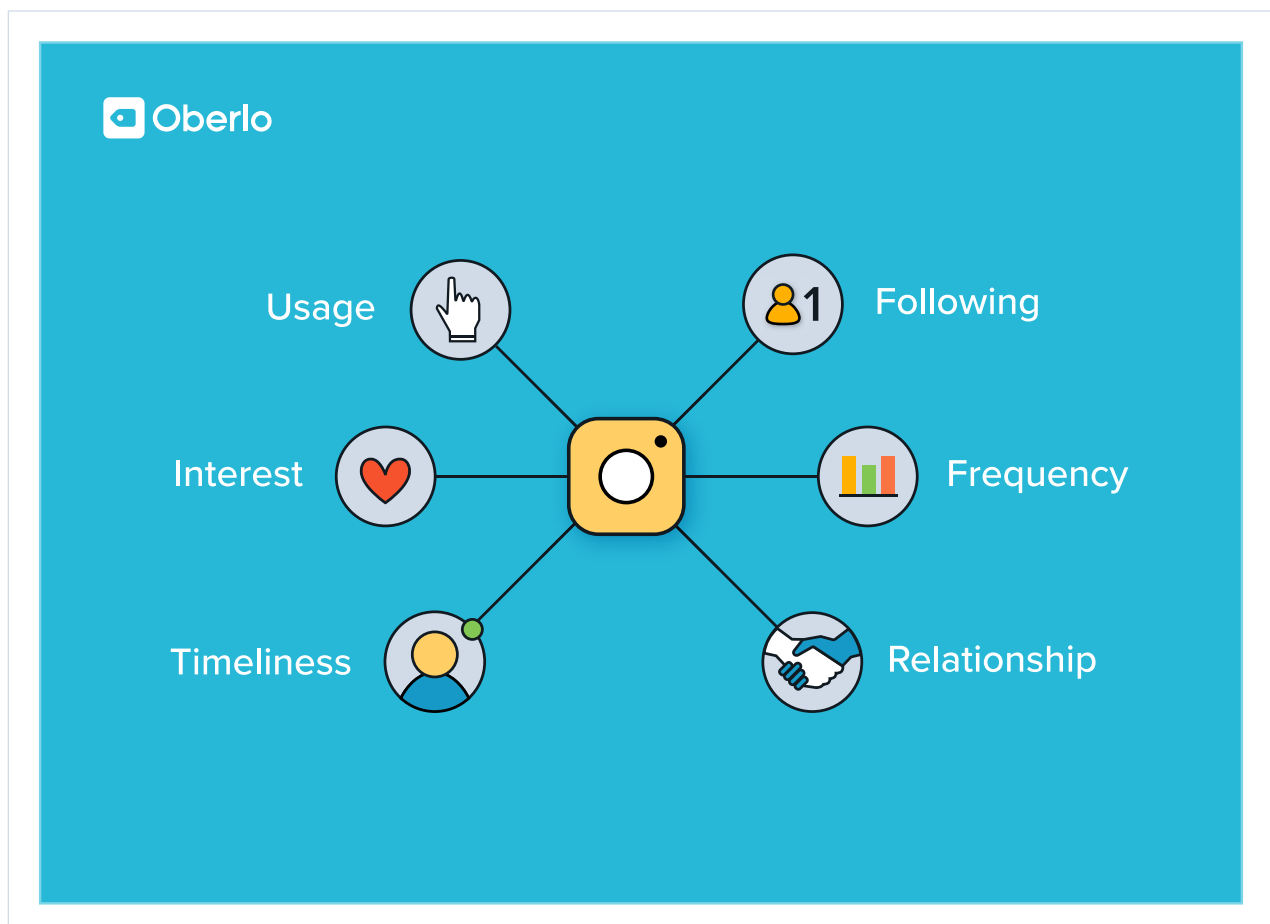 Oberlo
Usage
1
Following
Interest
Frequency
Timeliness
Relationship